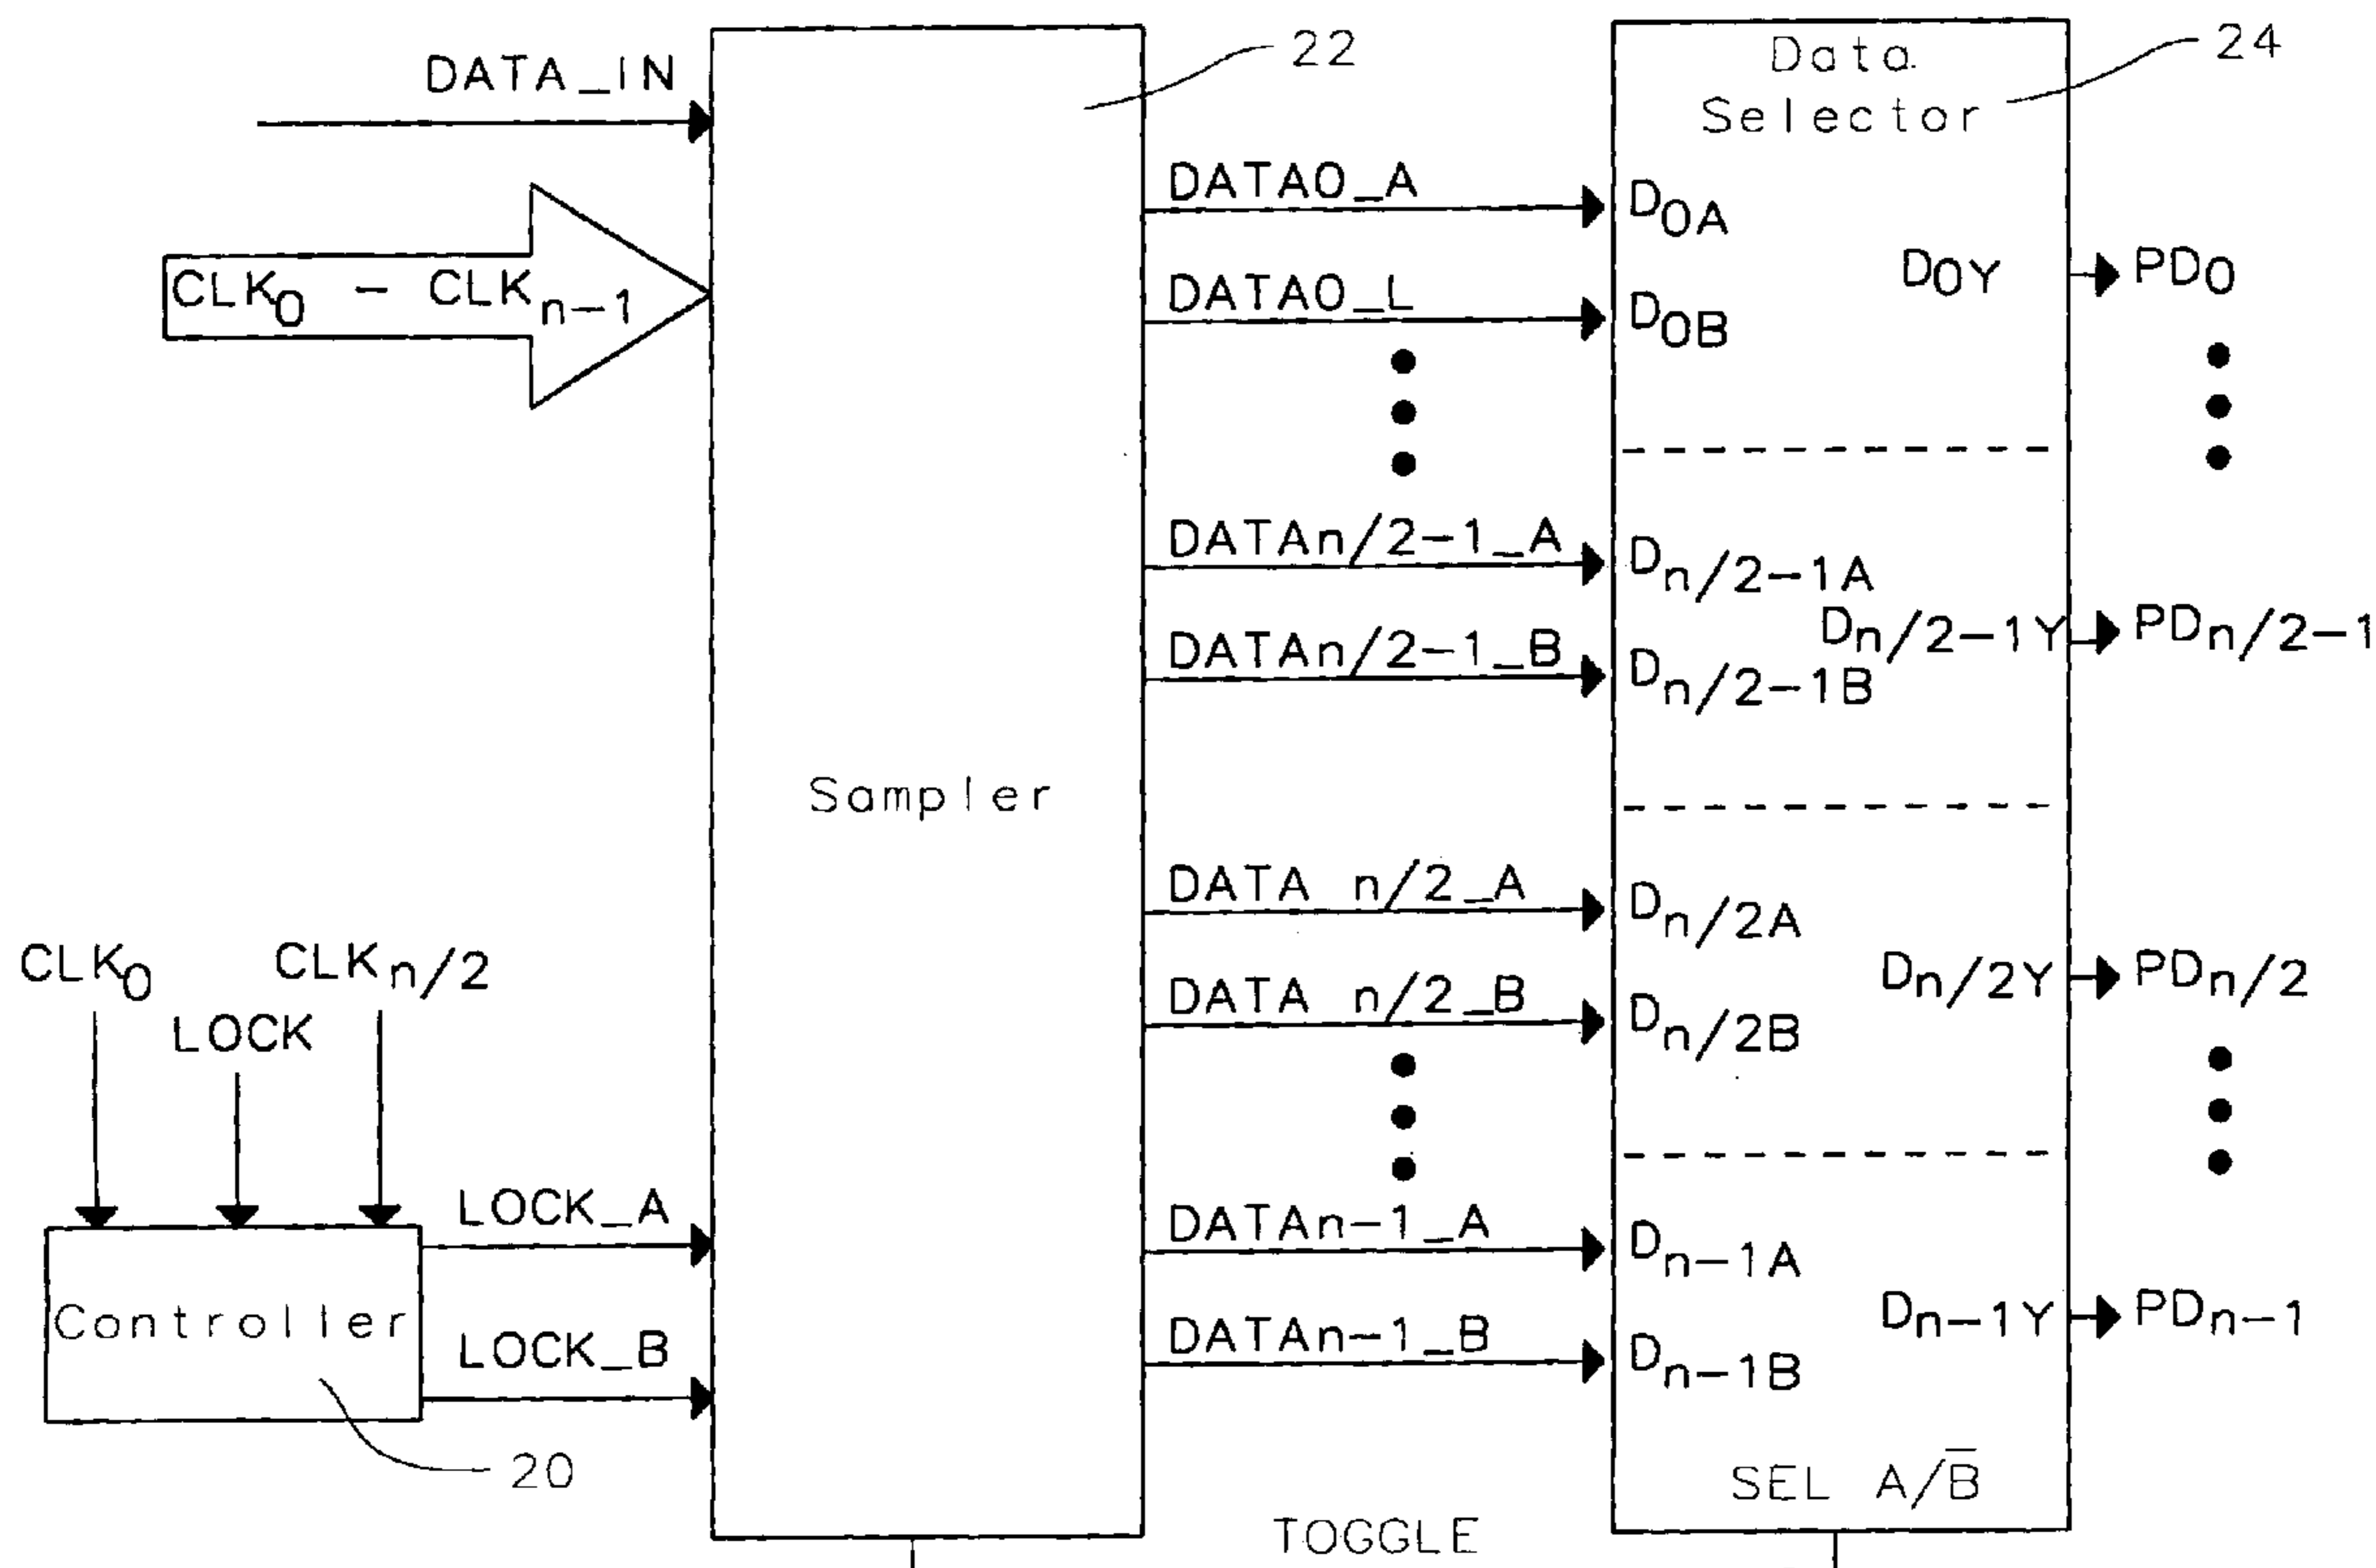 DATA_IN
CLK0 - CLKn-1
22
Data
Selector
24
DATA0_A
D0A
DATA0_L
D0B
D0Y
PD0
DATAn/2-1_A
Dn/2-1A
DATAn/2-1_B
Dn/2-1B
Dn/2-1Y
PDn/2-1
Sampler
DATA n/2_A
Dn/2A
DATA n/2_B
Dn/2B
Dn/2Y
PDn/2
CLK0
LOCK
CLKn/2
LOCK_A
LOCK_B
Controller
20
DATAn-1_A
Dn-1A
DATAn-1_B
Dn-1B
Dn-1Y
PDn-1
SEL A/B̅
TOGGLE